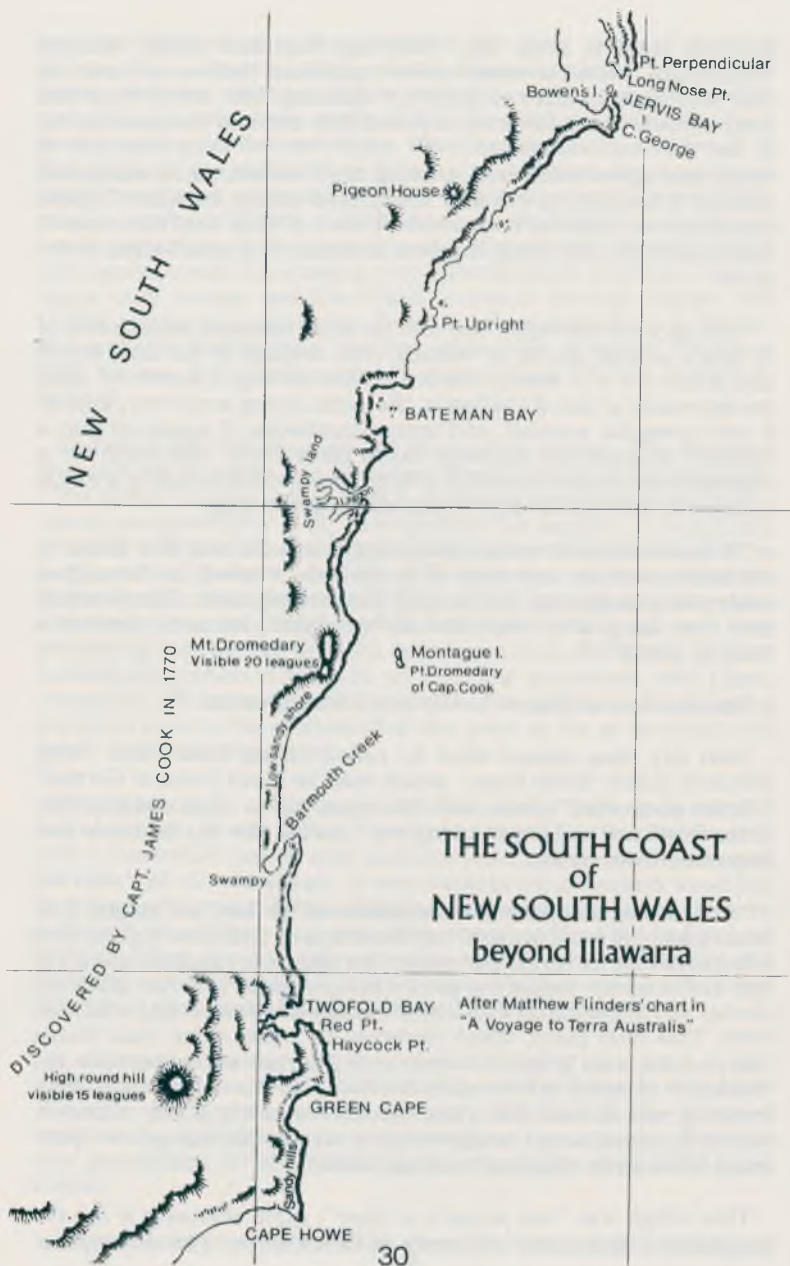 Pt. Perpendicular
Long Nose Pt.
Bowens I.
JERVIS BAY
C. George
Pigeon House
NEW SOUTH WALES
Pt. Upright
BATEMAN BAY
Swampy land
Lagoon
Mt. Dromedary
Visible 20 leagues
Montague I.
Pt. Dromedary
of Cap. Cook
Low sandy shore
Barmouth Creek
Swampy
DISCOVERED BY CAPT. JAMES COOK IN 1770
THE SOUTH COAST
of
NEW SOUTH WALES
beyond Illawarra
After Matthew Flinders' chart in
"A Voyage to Terra Australis"
TWOFOLD BAY
Red Pt.
Haycock Pt.
High round hill
visible 15 leagues
GREEN CAPE
Sandy hills
CAPE HOWE
30